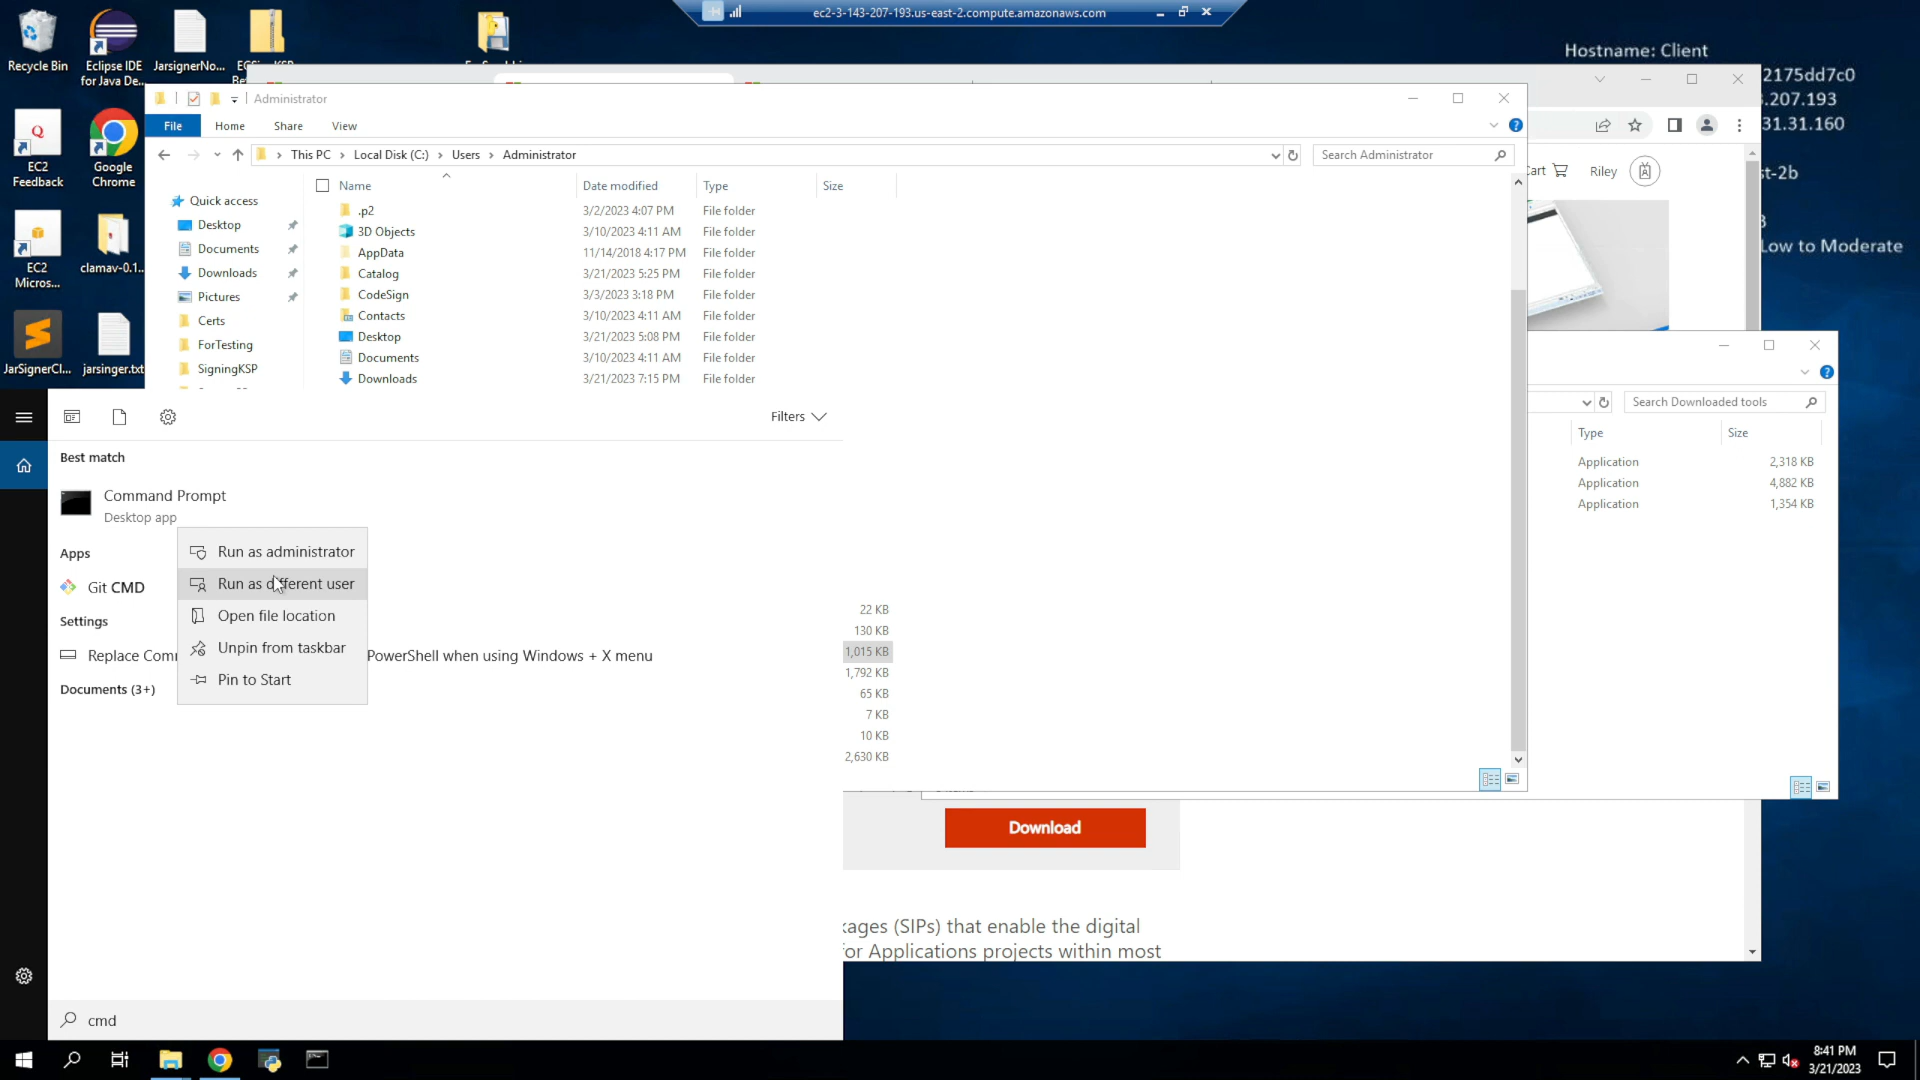 ec2-3-143-207-193.us-east-2.compute.amazonaws.com
Recycle Bin
Eclipse IDE
for Java De...
JarsignerNo...
Hostname: Client
2175dd7c0
.207.193
31.31.160
t-2b
Low to Moderate
Administrator
File
Home
Share
View
This PC
Local Disk (C:)
Users
Administrator
Search Administrator
EC2
Feedback
Google
Chrome
EC2
Micros...
clamav-0.1...
JarSignerCl...
jarsinger.txt
Quick access
Desktop
Documents
Downloads
Pictures
Certs
ForTesting
SigningKSP
Name
Date modified
Type
Size
.p2 3/2/2023 4:07 PM File folder
3D Objects 3/10/2023 4:11 AM File folder
AppData 11/14/2018 4:17 PM File folder
Catalog 3/21/2023 5:25 PM File folder
CodeSign 3/3/2023 3:18 PM File folder
Contacts 3/10/2023 4:11 AM File folder
Desktop 3/21/2023 5:08 PM File folder
Documents 3/10/2023 4:11 AM File folder
Downloads 3/21/2023 7:15 PM File folder
Riley
Search Downloaded tools
Type
Size
Application 2,318 KB
Application 4,882 KB
Application 1,354 KB
Filters
Best match
Command Prompt
Desktop app
Apps
Git CMD
Settings
Replace Com
PowerShell when using Windows + X menu
Documents (3+)
Run as administrator
Run as different user
Open file location
Unpin from taskbar
Pin to Start
22 KB
130 KB
1,015 KB
1,792 KB
65 KB
7 KB
10 KB
2,630 KB
Download
kages (SIPs) that enable the digital
or Applications projects within most
cmd
8:41 PM
3/21/2023